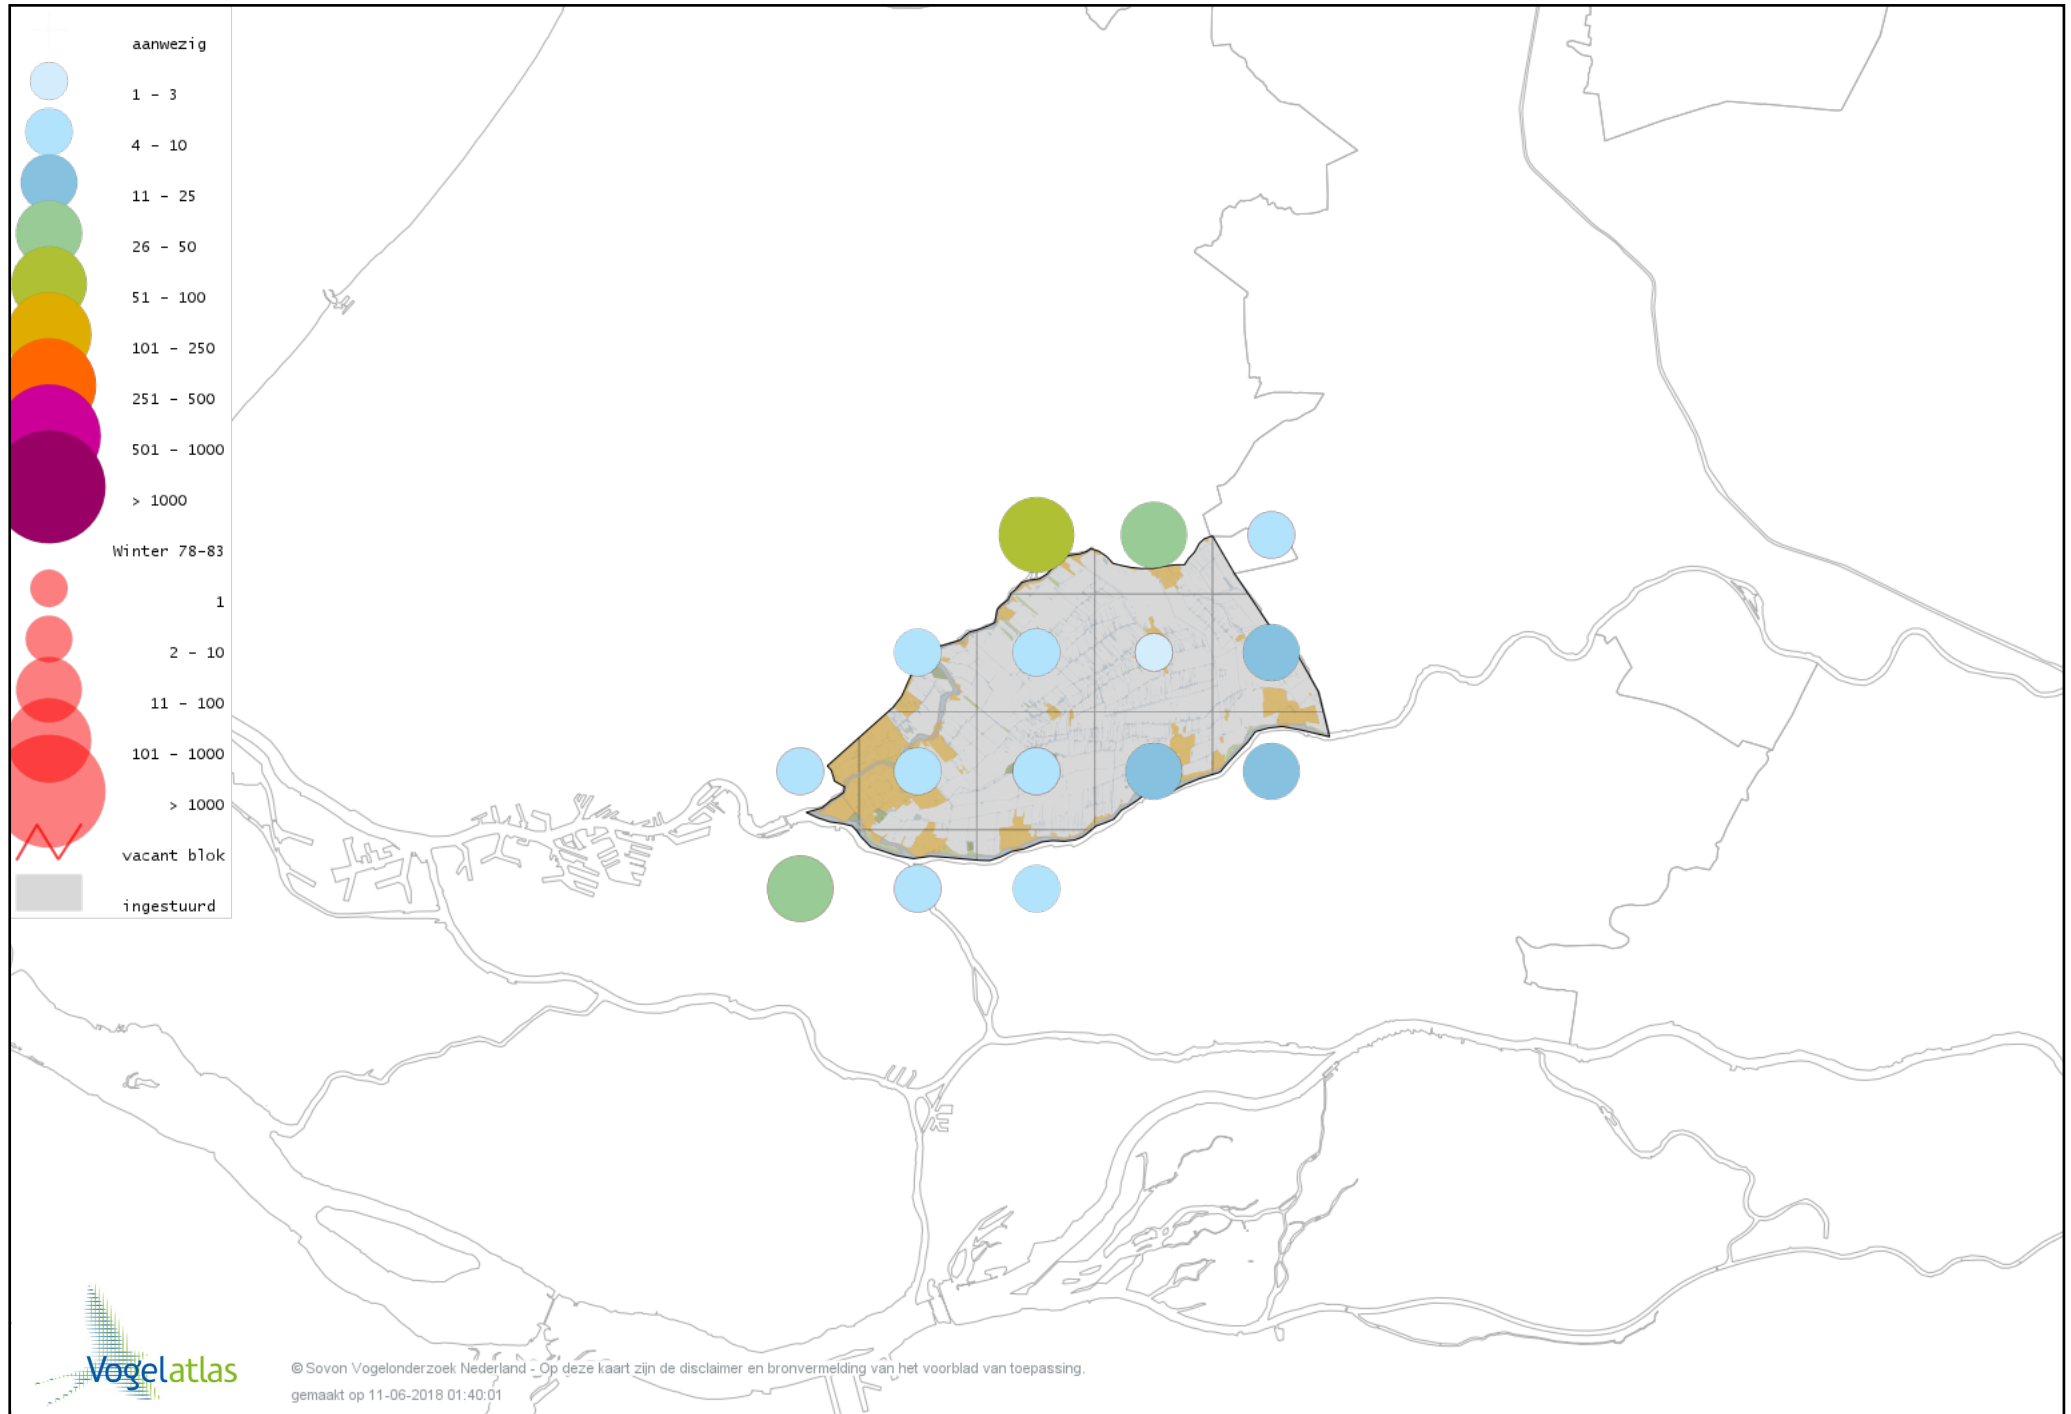 aanwezig
1 - 3
4 - 10
11 - 25
26 - 50
51 - 100
101 - 250
251 - 500
501 - 1000
> 1000
Winter 78-83
1
2 - 10
11 - 100
101 - 1000
> 1000
vacant blok
ingestuurd
Vogelatlas
© Sovon Vogelonderzoek Nederland - Op deze kaart zijn de disclaimer en bronvermelding van het voorblad van toepassing.
gemaakt op 11-06-2018 01:40:01